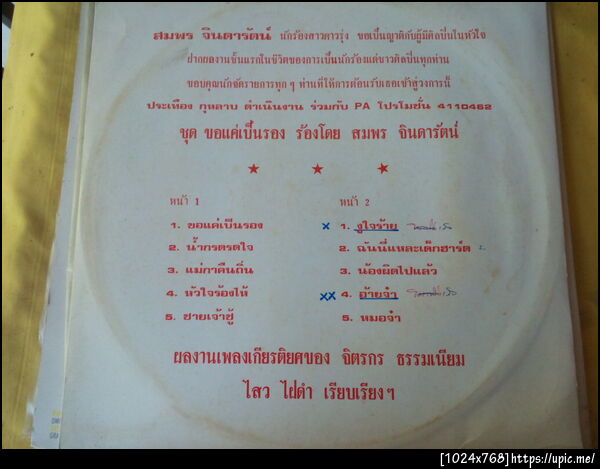 สมพร จินดารัตน์ นักร้องสาวดาวรุ่ง ขอเป็นญาติกับผู้มีศิลปินในหัวใจ
ฝากผลงานชิ้นแรกในชีวิตของการเป็นนักร้องแด่ชาวศิลปินทุกท่าน
ขอบคุณนักจัดรายการทุก ๆ ท่านที่ให้การต้อนรับเธอเข้าสู่วงการนี้
ประเทือง กุหลาบ ดำเนินงาน ร่วมกับ PA โปรโมชั่น 4110462
ชุด ขอแค่เป็นรอง ร้องโดย สมพร จินดารัตน์
★ ★ ★
หน้า 1
1. ขอแค่เป็นรอง
2. น้ำกรดรดใจ
3. แม่กาคืนถิ่น
4. หัวใจร้องไห้
5. ชายเจ้าชู้
หน้า 2
x 1. งูใจร้าย
2. ฉันนี่แหละเด็กฮาร์ด
3. น้องผิดไปแล้ว
xx 4. อ้ายจ๋า
5. หมอจ๋า
ผลงานเพลงเกียรติยศของ จิตรกร ธรรมเนียม
ไสว ไฝดำ เรียบเรียงฯ
[1024x768]https://upic.me/